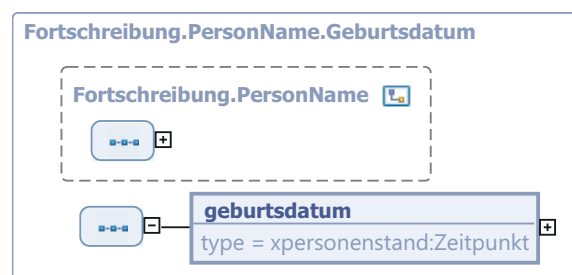 Fortschreibung.PersonName.Geburtsdatum
Fortschreibung.PersonName
geburtsdatum
type = xpersonenstand:Zeitpunkt